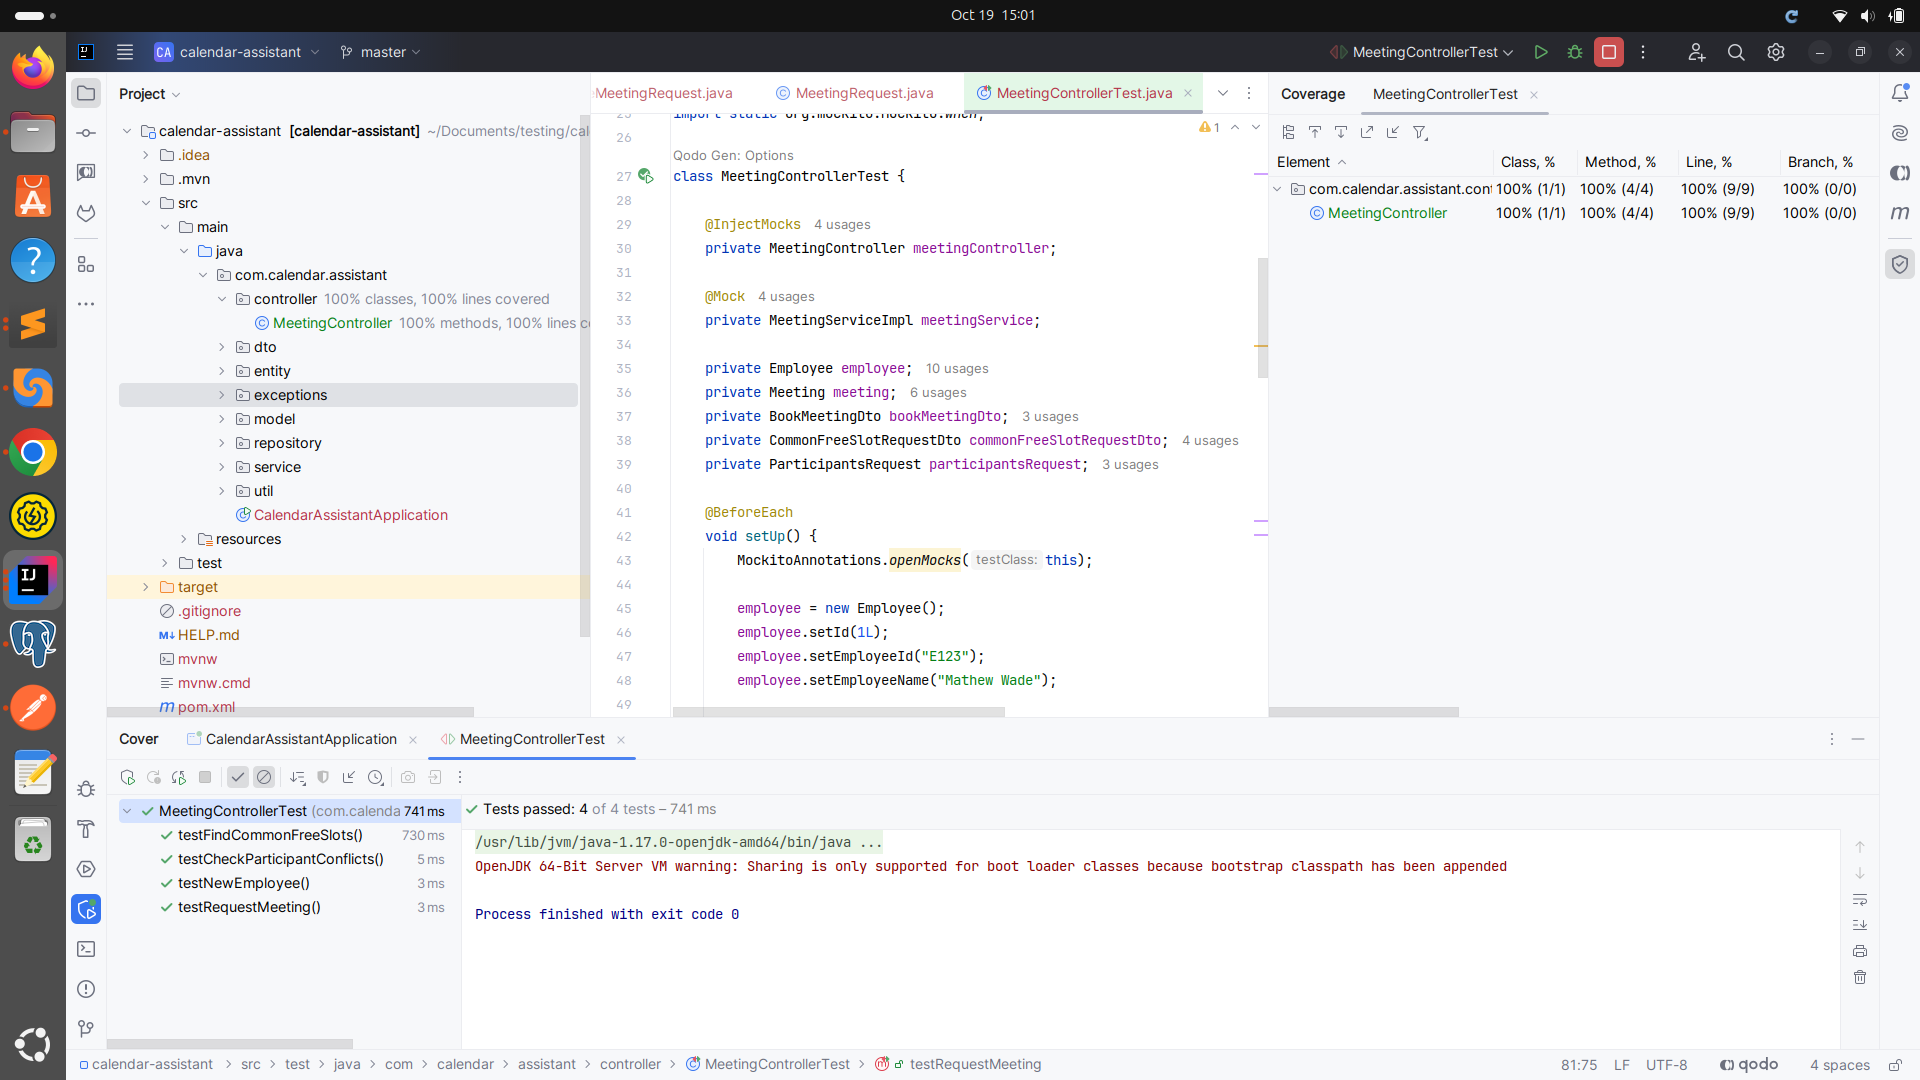 Oct 19 15:01
CA calendar-assistant master MeetingControllerTest
Project
calendar-assistant [calendar-assistant] ~/Documents/testing/cal
.idea
.mvn
src
main
java
com.calendar.assistant
controller 100% classes, 100% lines covered
MeetingController 100% methods, 100% lines c
dto
entity
exceptions
model
repository
service
util
CalendarAssistantApplication
resources
test
target
.gitignore
M↓ HELP.md
mvnw
mvnw.cmd
m pom.xml
MeetingRequest.java MeetingRequest.java MeetingControllerTest.java
25 import static org.mockito.Mockito.when;
1
26
Qodo Gen: Options
27 class MeetingControllerTest {
28
29 @InjectMocks 4 usages
30 private MeetingController meetingController;
31
32 @Mock 4 usages
33 private MeetingServiceImpl meetingService;
34
35 private Employee employee; 10 usages
36 private Meeting meeting; 6 usages
37 private BookMeetingDto bookMeetingDto; 3 usages
38 private CommonFreeSlotRequestDto commonFreeSlotRequestDto; 4 usages
39 private ParticipantsRequest participantsRequest; 3 usages
40
41 @BeforeEach
42 void setUp() {
43 MockitoAnnotations.openMocks( testClass: this);
44
45 employee = new Employee();
46 employee.setId(1L);
47 employee.setEmployeeId("E123");
48 employee.setEmployeeName("Mathew Wade");
49
Coverage MeetingControllerTest
Element Class, % Method, % Line, % Branch, %
com.calendar.assistant.cont 100% (1/1) 100% (4/4) 100% (9/9) 100% (0/0)
MeetingController 100% (1/1) 100% (4/4) 100% (9/9) 100% (0/0)
Cover CalendarAssistantApplication MeetingControllerTest
MeetingControllerTest (com.calenda 741 ms
testFindCommonFreeSlots() 730 ms
testCheckParticipantConflicts() 5 ms
testNewEmployee() 3 ms
testRequestMeeting() 3 ms
Tests passed: 4 of 4 tests – 741 ms
/usr/lib/jvm/java-1.17.0-openjdk-amd64/bin/java ...
OpenJDK 64-Bit Server VM warning: Sharing is only supported for boot loader classes because bootstrap classpath has been appended
Process finished with exit code 0
calendar-assistant > src > test > java > com > calendar > assistant > controller > MeetingControllerTest > testRequestMeeting
81:75 LF UTF-8 qodo 4 spaces